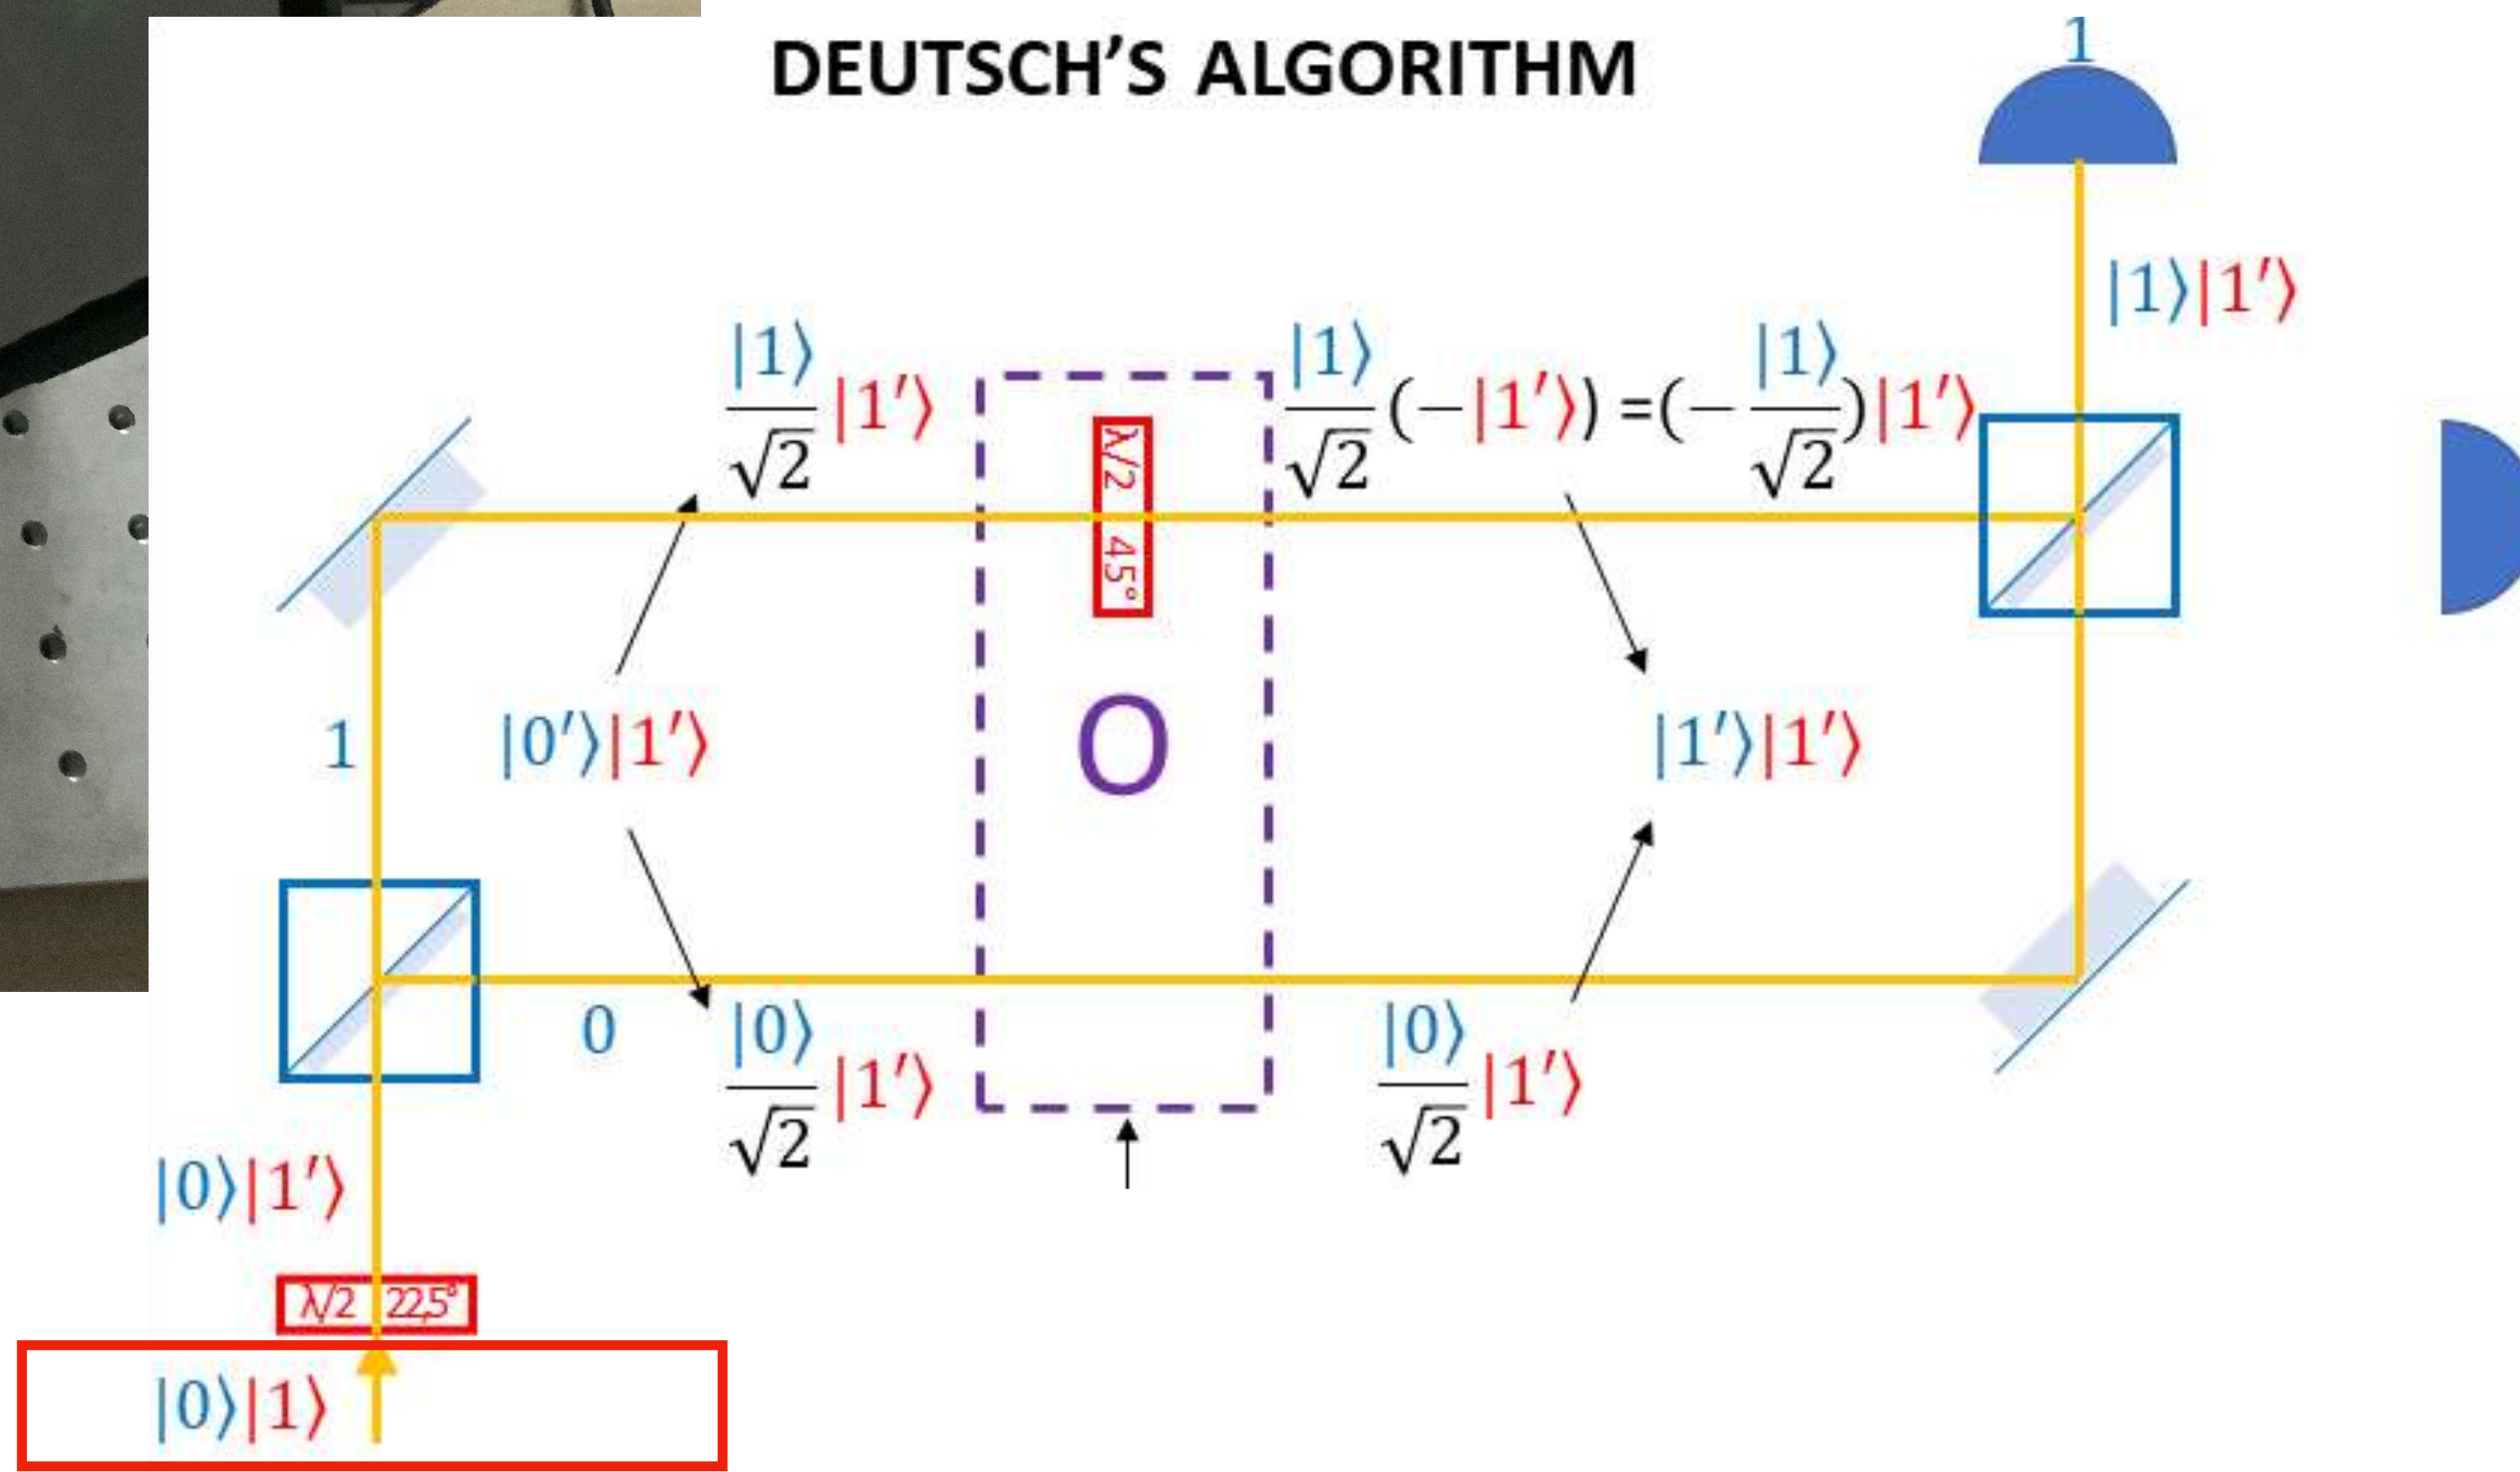 DEUTSCH'S ALGORITHM
1
|1⟩|1′⟩
|1⟩/√2 |1′⟩
|1⟩/√2 (−|1′⟩) =(−|1⟩/√2)|1′⟩
λ/2 45°
1
|0′⟩|1′⟩
O
|1′⟩|1′⟩
0
|0⟩/√2 |1′⟩
|0⟩/√2 |1′⟩
|0⟩|1′⟩
λ/2 22,5°
|0⟩|1⟩